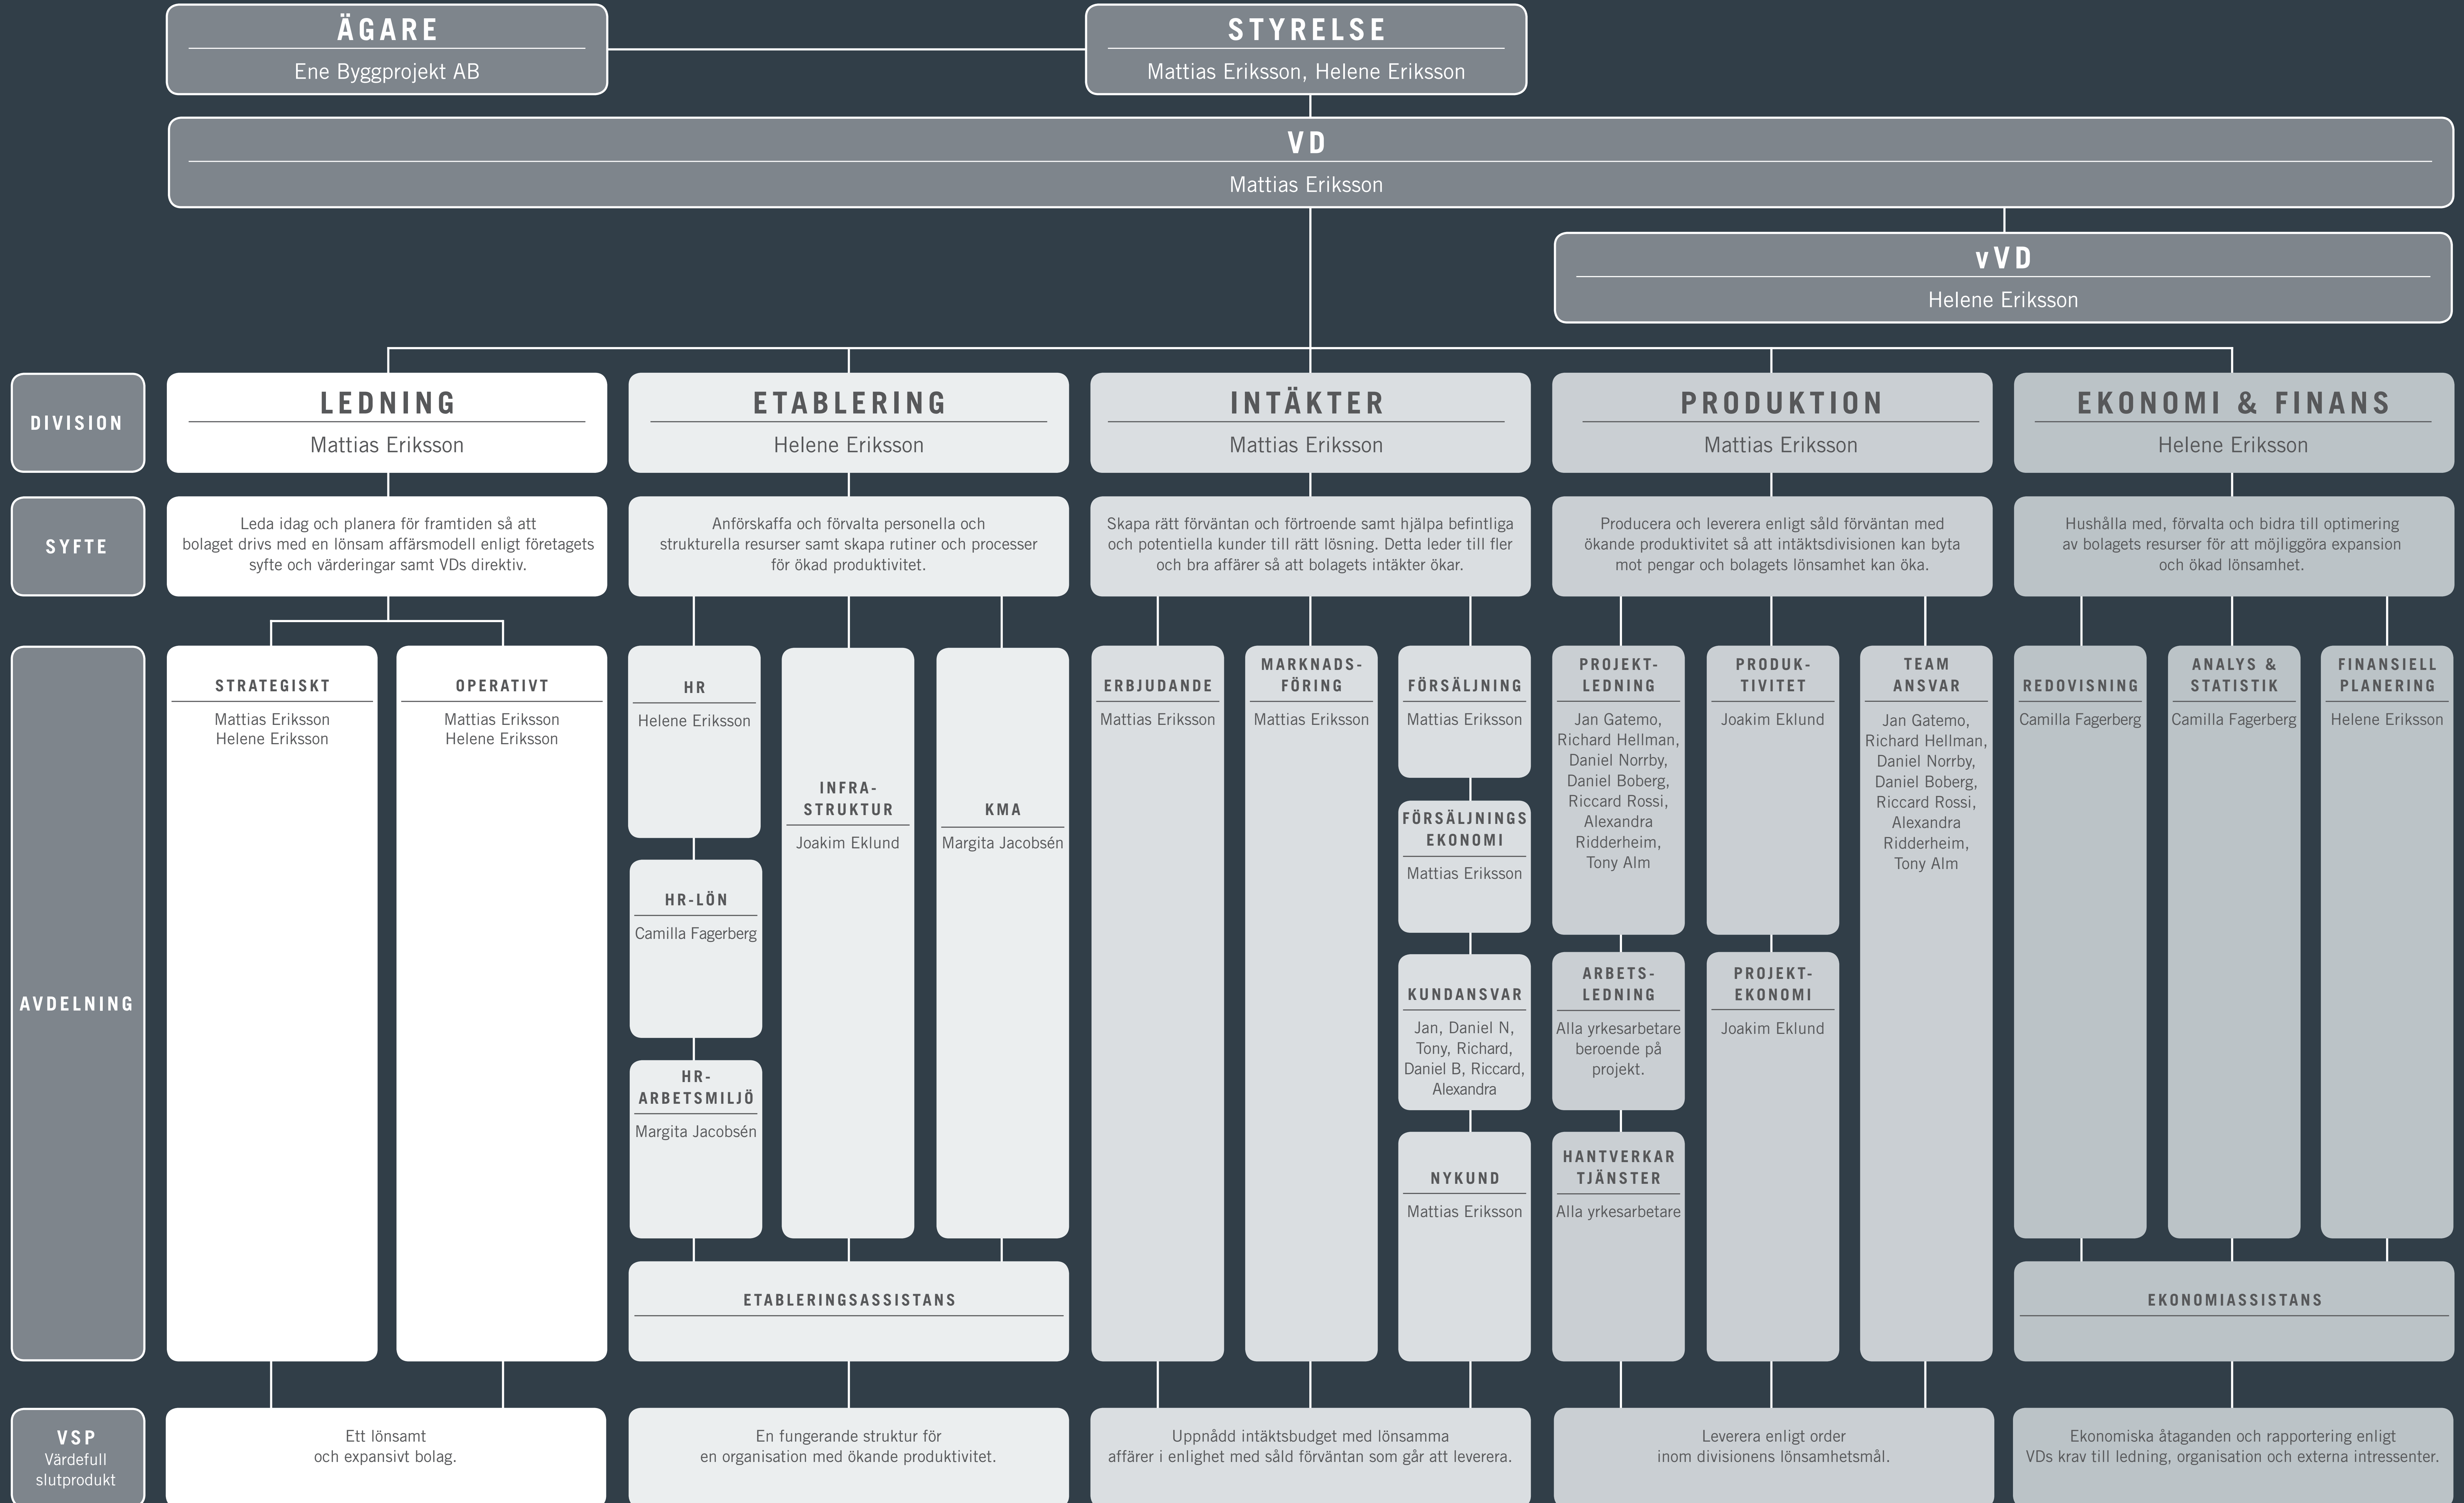 ÄGARE
Ene Byggprojekt AB
STYRELSE
Mattias Eriksson, Helene Eriksson
VD
Mattias Eriksson
vVD
Helene Eriksson
DIVISION
LEDNING
Mattias Eriksson
ETABLERING
Helene Eriksson
INTÄKTER
Mattias Eriksson
PRODUKTION
Mattias Eriksson
EKONOMI & FINANS
Helene Eriksson
SYFTE
Leda idag och planera för framtiden så att
bolaget drivs med en lönsam affärsmodell enligt företagets
syfte och värderingar samt VDs direktiv.
Anförskaffa och förvalta personella och
strukturella resurser samt skapa rutiner och processer
för ökad produktivitet.
Skapa rätt förväntan och förtroende samt hjälpa befintliga
och potentiella kunder till rätt lösning. Detta leder till fler
och bra affärer så att bolagets intäkter ökar.
Producera och leverera enligt såld förväntan med
ökande produktivitet så att intäktsdivisionen kan byta
mot pengar och bolagets lönsamhet kan öka.
Hushålla med, förvalta och bidra till optimering
av bolagets resurser för att möjliggöra expansion
och ökad lönsamhet.
AVDELNING
STRATEGISKT
Mattias Eriksson
Helene Eriksson
OPERATIVT
Mattias Eriksson
Helene Eriksson
HR
Helene Eriksson
HR-LÖN
Camilla Fagerberg
HR-
ARBETSMILJÖ
Margita Jacobsén
INFRA-
STRUKTUR
Joakim Eklund
KMA
Margita Jacobsén
ETABLERINGSASSISTANS
ERBJUDANDE
Mattias Eriksson
MARKNADS-
FÖRING
Mattias Eriksson
FÖRSÄLJNING
Mattias Eriksson
FÖRSÄLJNINGS
EKONOMI
Mattias Eriksson
KUNDANSVAR
Jan, Daniel N,
Tony, Richard,
Daniel B, Riccard,
Alexandra
NYKUND
Mattias Eriksson
PROJEKT-
LEDNING
Jan Gatemo,
Richard Hellman,
Daniel Norrby,
Daniel Boberg,
Riccard Rossi,
Alexandra
Ridderheim,
Tony Alm
ARBETS-
LEDNING
Alla yrkesarbetare
beroende på
projekt.
HANTVERKAR
TJÄNSTER
Alla yrkesarbetare
PRODUK-
TIVITET
Joakim Eklund
PROJEKT-
EKONOMI
Joakim Eklund
TEAM
ANSVAR
Jan Gatemo,
Richard Hellman,
Daniel Norrby,
Daniel Boberg,
Riccard Rossi,
Alexandra
Ridderheim,
Tony Alm
REDOVISNING
Camilla Fagerberg
ANALYS &
STATISTIK
Camilla Fagerberg
FINANSIELL
PLANERING
Helene Eriksson
EKONOMIASSISTANS
VSP
Värdefull
slutprodukt
Ett lönsamt
och expansivt bolag.
En fungerande struktur för
en organisation med ökande produktivitet.
Uppnådd intäktsbudget med lönsamma
affärer i enlighet med såld förväntan som går att leverera.
Leverera enligt order
inom divisionens lönsamhetsmål.
Ekonomiska åtaganden och rapportering enligt
VDs krav till ledning, organisation och externa intressenter.